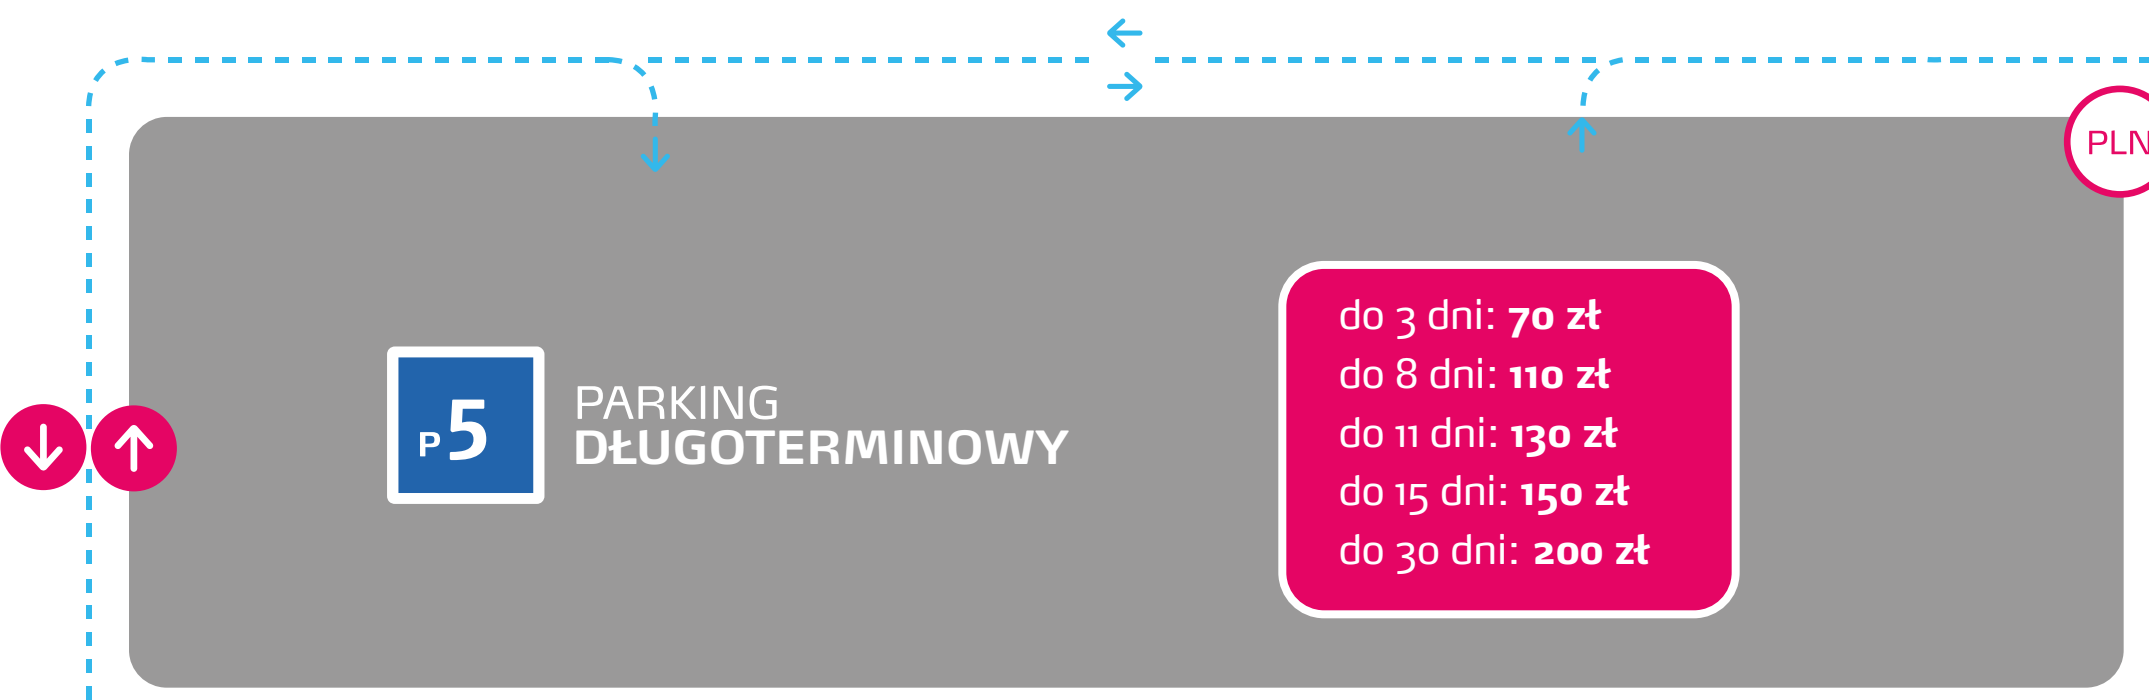 PLN
do 3 dni: 70 zł
do 8 dni: 110 zł
do 11 dni: 130 zł
do 15 dni: 150 zł
do 30 dni: 200 zł
P5
PARKING
DŁUGOTERMINOWY